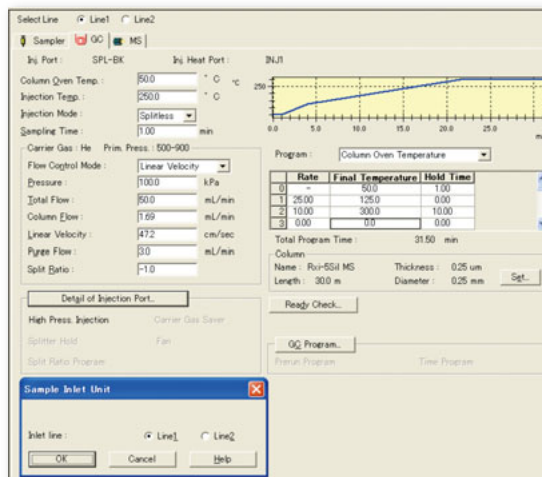 Select Line Line1 Line2
Sampler GC MS
Inj. Port : SPL-BK Inj. Heat Port : INJ1
Column Oven Temp. : 50.0 ° C
Injection Temp. : 250.0 ° C
Injection Mode : Splitless
Sampling Time : 1.00 min
Carrier Gas : He Prim. Press. : 500-900
Flow Control Mode : Linear Velocity
Pressure : 100.0 kPa
Total Flow : 50.0 mL/min
Column Flow : 1.69 mL/min
Linear Velocity : 47.2 cm/sec
Purge Flow : 3.0 mL/min
Split Ratio : -1.0
Detail of Injection Port..
High Press. Injection Carrier Gas Saver
Splitter Hold Fan
Split Ratio Program
°C
250
0.0 5.0 10.0 15.0 20.0 25.0 30.0
m
Program : Column Oven Temperature
Rate Final Temperature Hold Time
0 - 50.0 1.00
1 25.00 125.0 0.00
2 10.00 300.0 10.00
3 0.00 0.0 0.00
Total Program Time : 31.50 min
Column
Name : Rxi-5Sil MS Thickness : 0.25 um
Length : 30.0 m Diameter : 0.25 mm
Set..
Ready Check..
GC Program..
Prerun Program Time Program
Sample Inlet Unit
Inlet line : Line1 Line2
OK Cancel Help